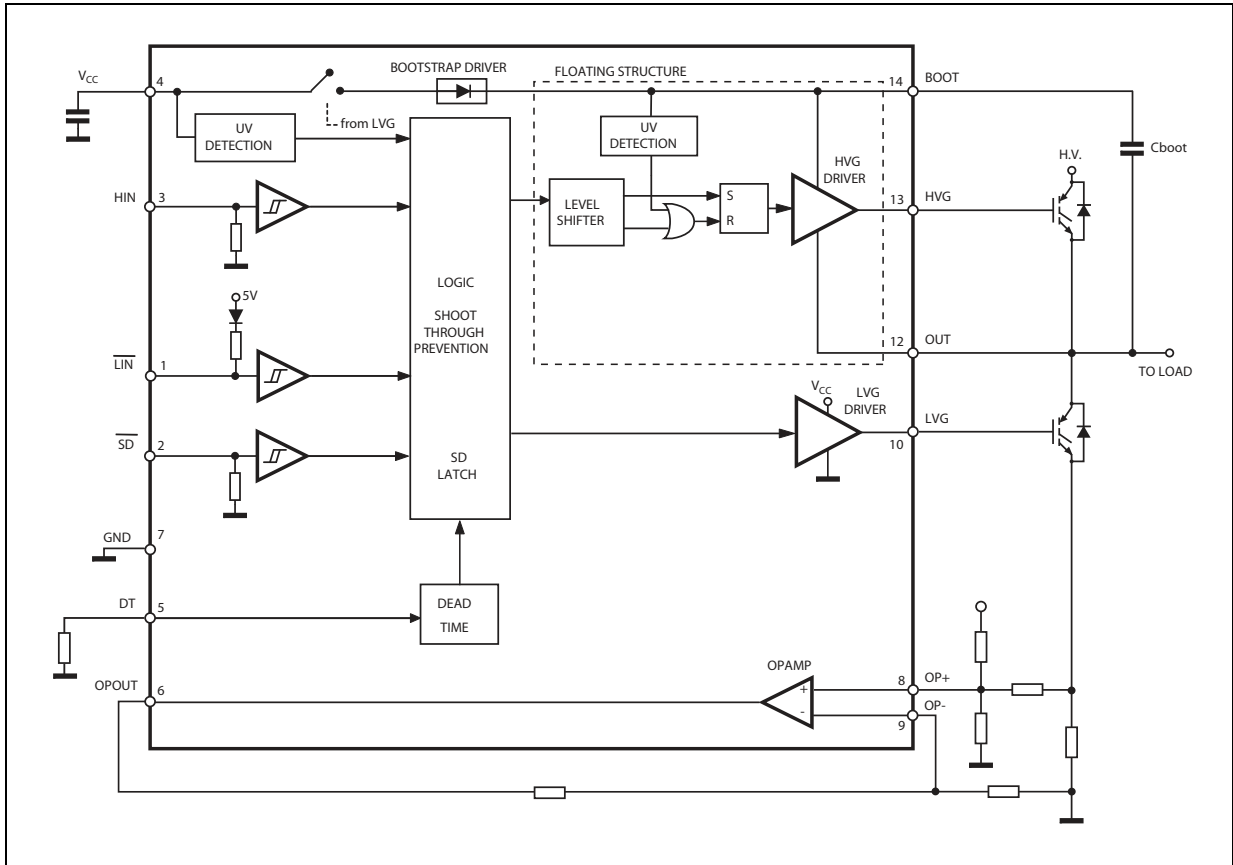 BOOTSTRAP DRIVER
FLOATING STRUCTURE
VCC
4
14
BOOT
from LVG
UV
DETECTION
UV
DETECTION
H.V.
Cboot
HVG
DRIVER
HIN
3
LEVEL
SHIFTER
S
R
13
HVG
LOGIC
SHOOT
THROUGH
PREVENTION
5V
12
OUT
TO LOAD
LIN
1
VCC
LVG
DRIVER
LVG
10
SD
2
SD
LATCH
GND
7
DT
5
DEAD
TIME
OPAMP
OPOUT
6
+
-
8
OP+
OP-
9